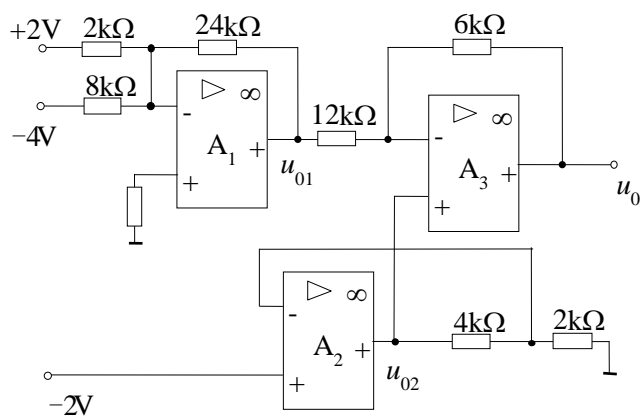 +2V 2kΩ 24kΩ 6kΩ
8kΩ ▷ ∞ 12kΩ ▷ ∞
−4V - A₁ + u₀₁ - A₃ + u₀
+ +
▷ ∞ 4kΩ 2kΩ
- A₂ + u₀₂
−2V +